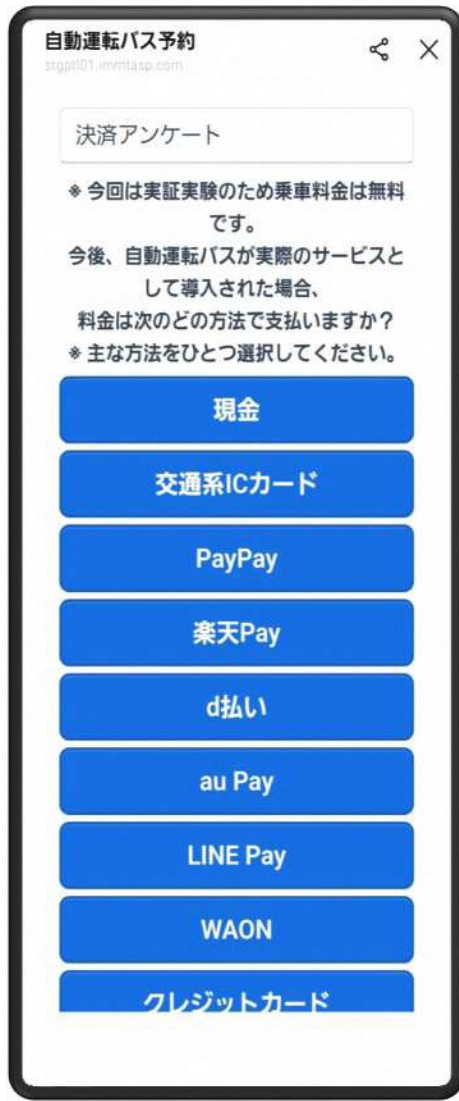 自動運転バス予約
stgptl01.immtasp.com
決済アンケート
※ 今回は実証実験のため乗車料金は無料
です。
今後、自動運転バスが実際のサービスと
して導入された場合、
料金は次のどの方法で支払いますか？
※ 主な方法をひとつ選択してください。
現金
交通系ICカード
PayPay
楽天Pay
d払い
au Pay
LINE Pay
WAON
クレジットカード